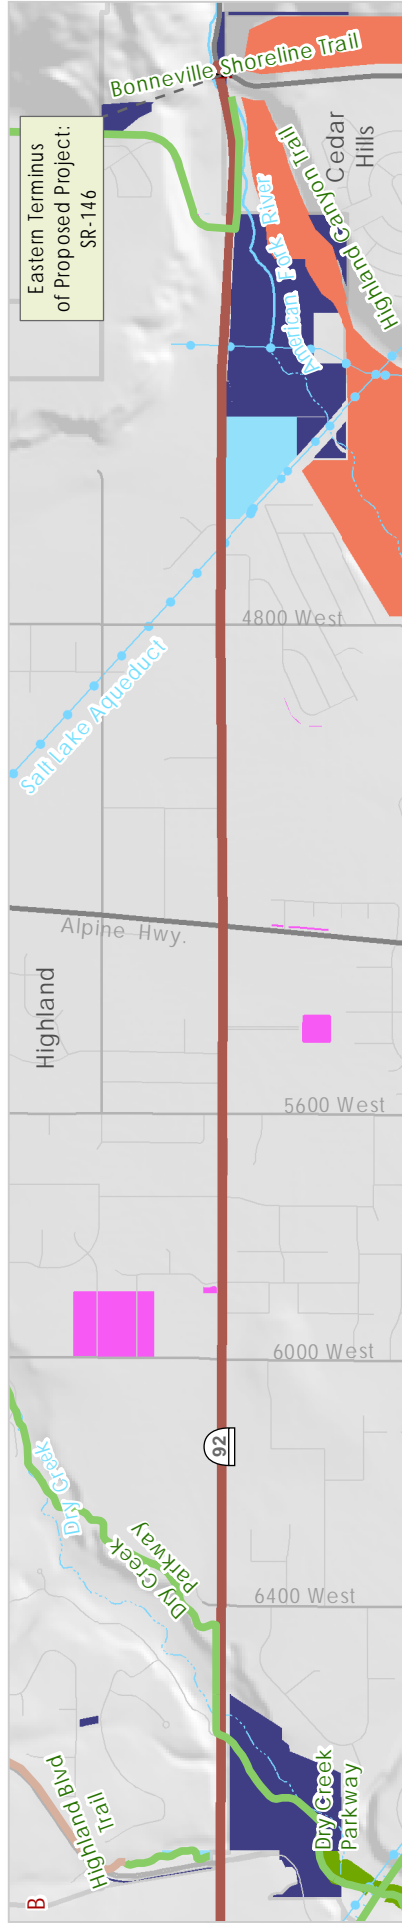 Bonneville Shoreline Trail
Eastern Terminus
of Proposed Project:
SR-146
Cedar
Hills
Highland Canyon Trail
American Fork River
4800 West
Salt Lake Aqueduct
Alpine Hwy.
Highland
5600 West
6000 West
92
Dry Creek
Dry Creek
Parkway
6400 West
Highland Blvd
Trail
Dry Creek
Parkway
B